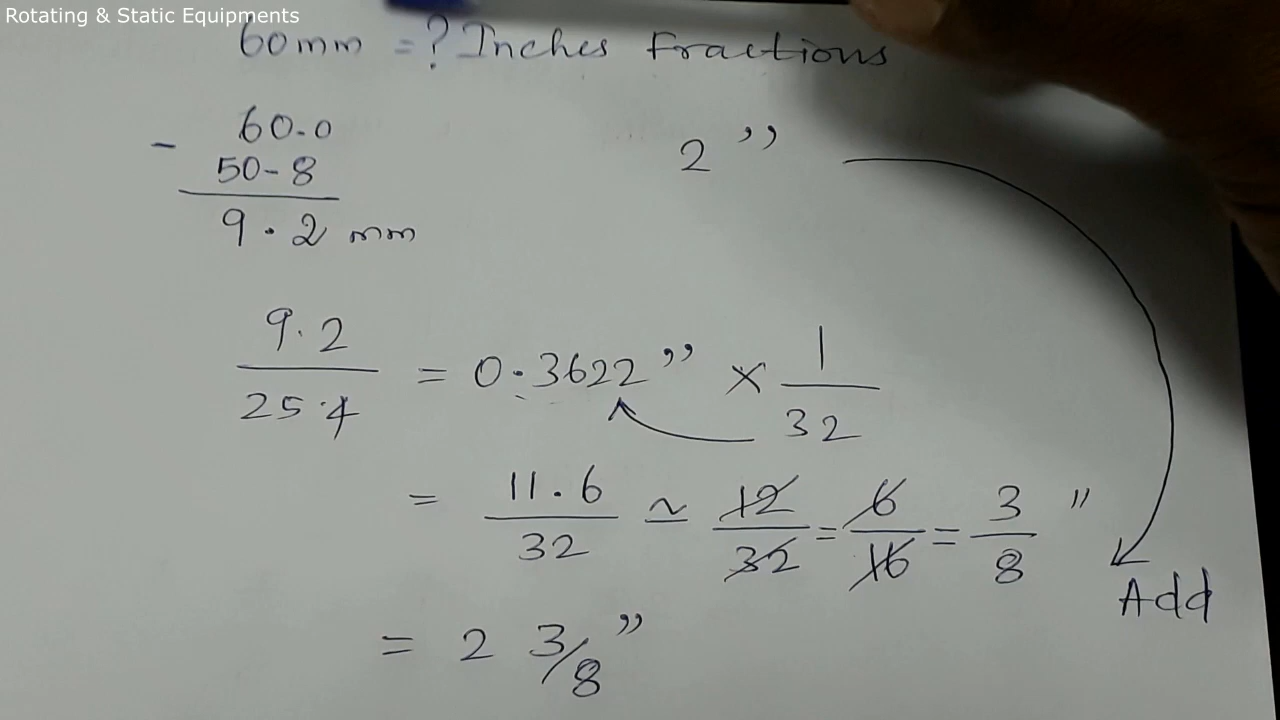 Rotating & Static Equipments
60mm = ? Inches Fractions
- 60.0
50-8
9.2 mm
2 ”
9.2 / 25.4 = 0.3622” × 1 / 32
= 11.6 / 32 ≃ 12 / 32 = 6 / 16 = 3 / 8 "
Add
= 2 3/8”